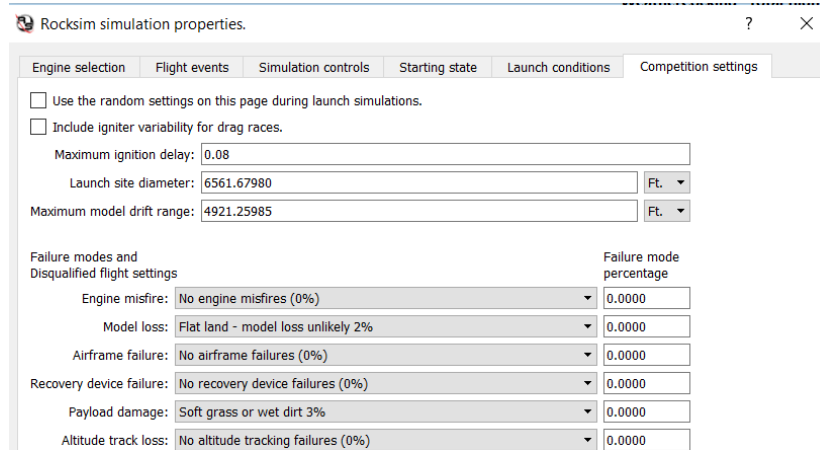 Rocksim simulation properties. ?
Engine selection Flight events Simulation controls Starting state Launch conditions Competition settings
Use the random settings on this page during launch simulations.
Include igniter variability for drag races.
Maximum ignition delay: 0.08
Launch site diameter: 6561.67980 Ft.
Maximum model drift range: 4921.25985 Ft.
Failure modes and Failure mode
Disqualified flight settings percentage
Engine misfire: No engine misfires (0%) 0.0000
Model loss: Flat land - model loss unlikely 2% 0.0000
Airframe failure: No airframe failures (0%) 0.0000
Recovery device failure: No recovery device failures (0%) 0.0000
Payload damage: Soft grass or wet dirt 3% 0.0000
Altitude track loss: No altitude tracking failures (0%) 0.0000